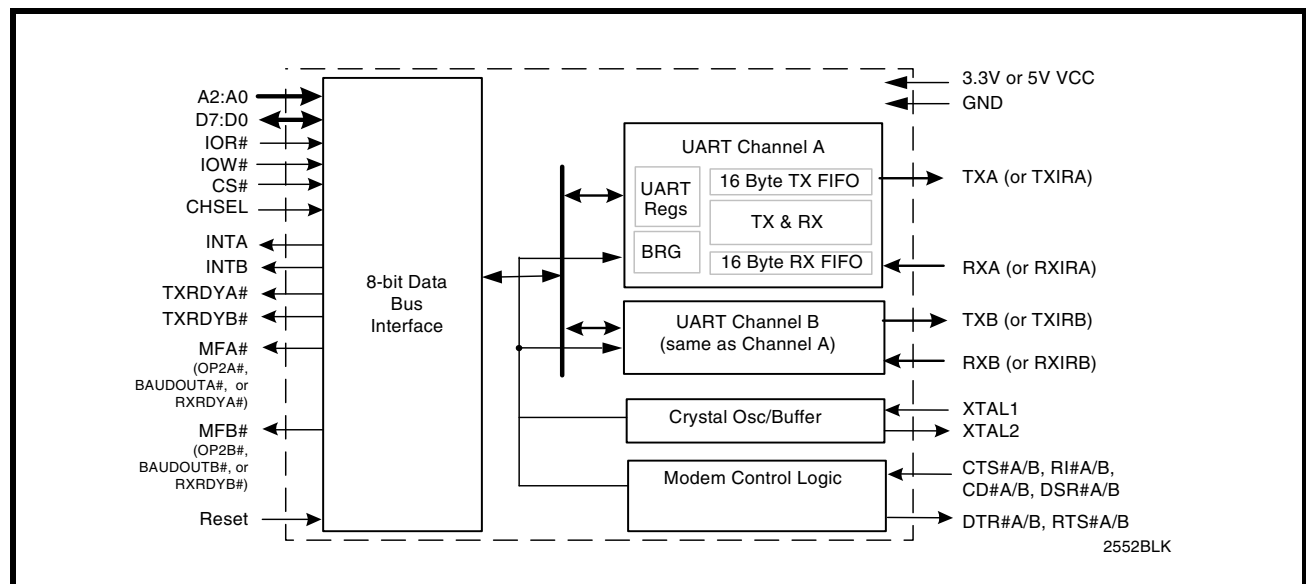 A2:A0
D7:D0
IOR#
IOW#
CS#
CHSEL
INTA
INTB
TXRDYA#
TXRDYB#
MFA#
(OP2A#,
BAUDOUTA#, or
RXRDYA#)
MFB#
(OP2B#,
BAUDOUTB#, or
RXRDYB#)
Reset
8-bit Data
Bus
Interface
UART Channel A
UART
Regs
BRG
16 Byte TX FIFO
TX & RX
16 Byte RX FIFO
UART Channel B
(same as Channel A)
Crystal Osc/Buffer
Modem Control Logic
3.3V or 5V VCC
GND
TXA (or TXIRA)
RXA (or RXIRA)
TXB (or TXIRB)
RXB (or RXIRB)
XTAL1
XTAL2
CTS#A/B, RI#A/B,
CD#A/B, DSR#A/B
DTR#A/B, RTS#A/B
2552BLK